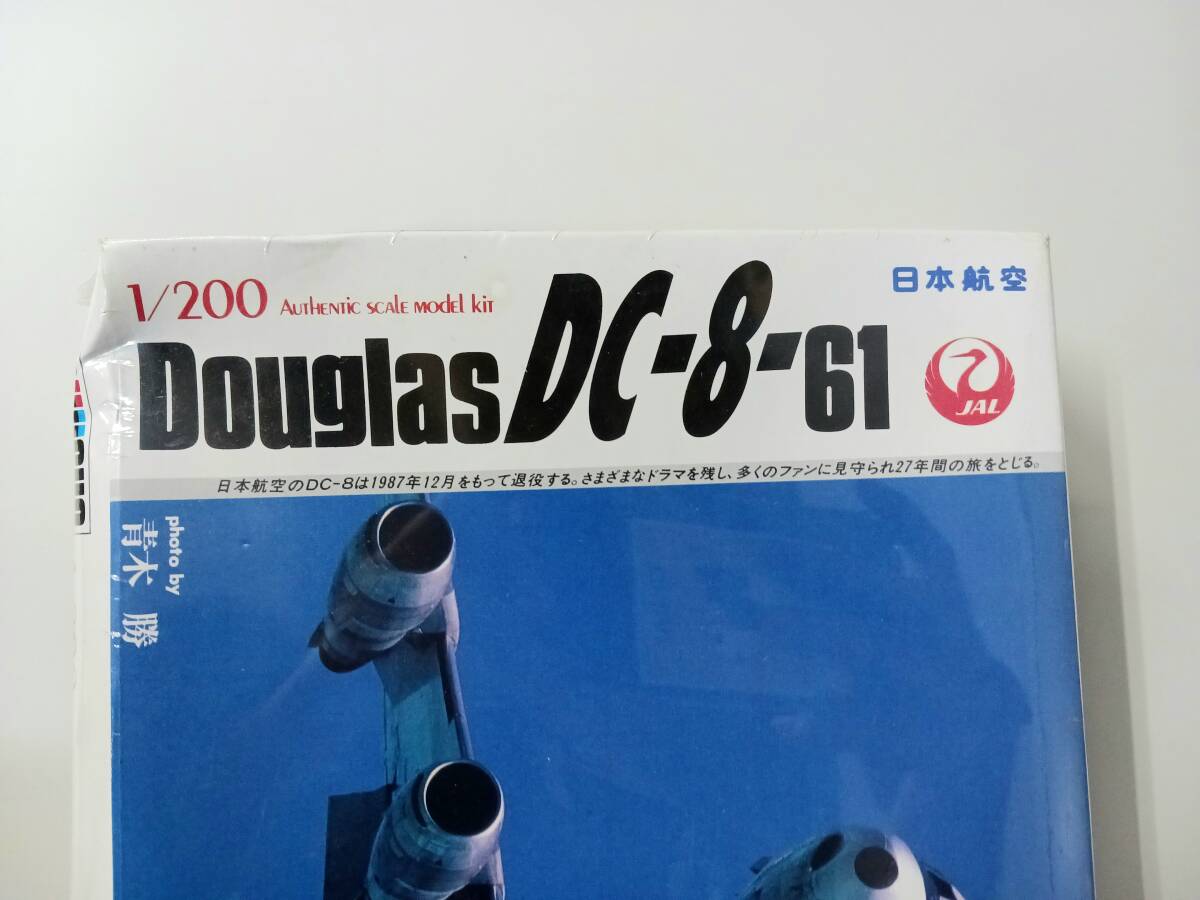 1/200 Authentic scale model kit
日本航空
Douglas DC-8-61
JAL
日本航空のDC-8は1987年12月をもって退役する。さまざまなドラマを残し、多くのファンに見守られ27年間の旅をとじる。
photo by
青木 勝